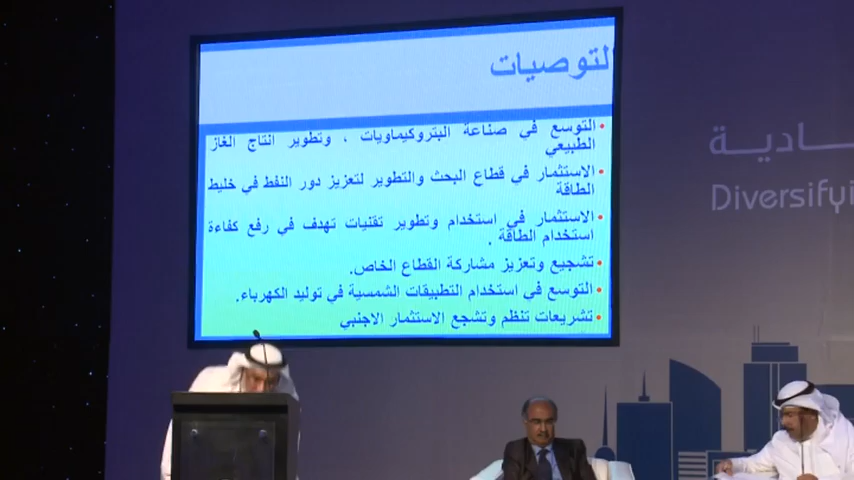 التوصيات
• التوسع في صناعة البتروكيماويات ، وتطوير انتاج الغاز
الطبيعي
• الاستثمار في قطاع البحث والتطوير لتعزيز دور النفط في خليط
الطاقة
• الاستثمار في استخدام وتطوير تقنيات تهدف في رفع كفاءة
استخدام الطاقة .
• تشجيع وتعزيز مشاركة القطاع الخاص.
• التوسع في استخدام التطبيقات الشمسية في توليد الكهرباء.
• تشريعات تنظم وتشجع الاستثمار الاجنبي